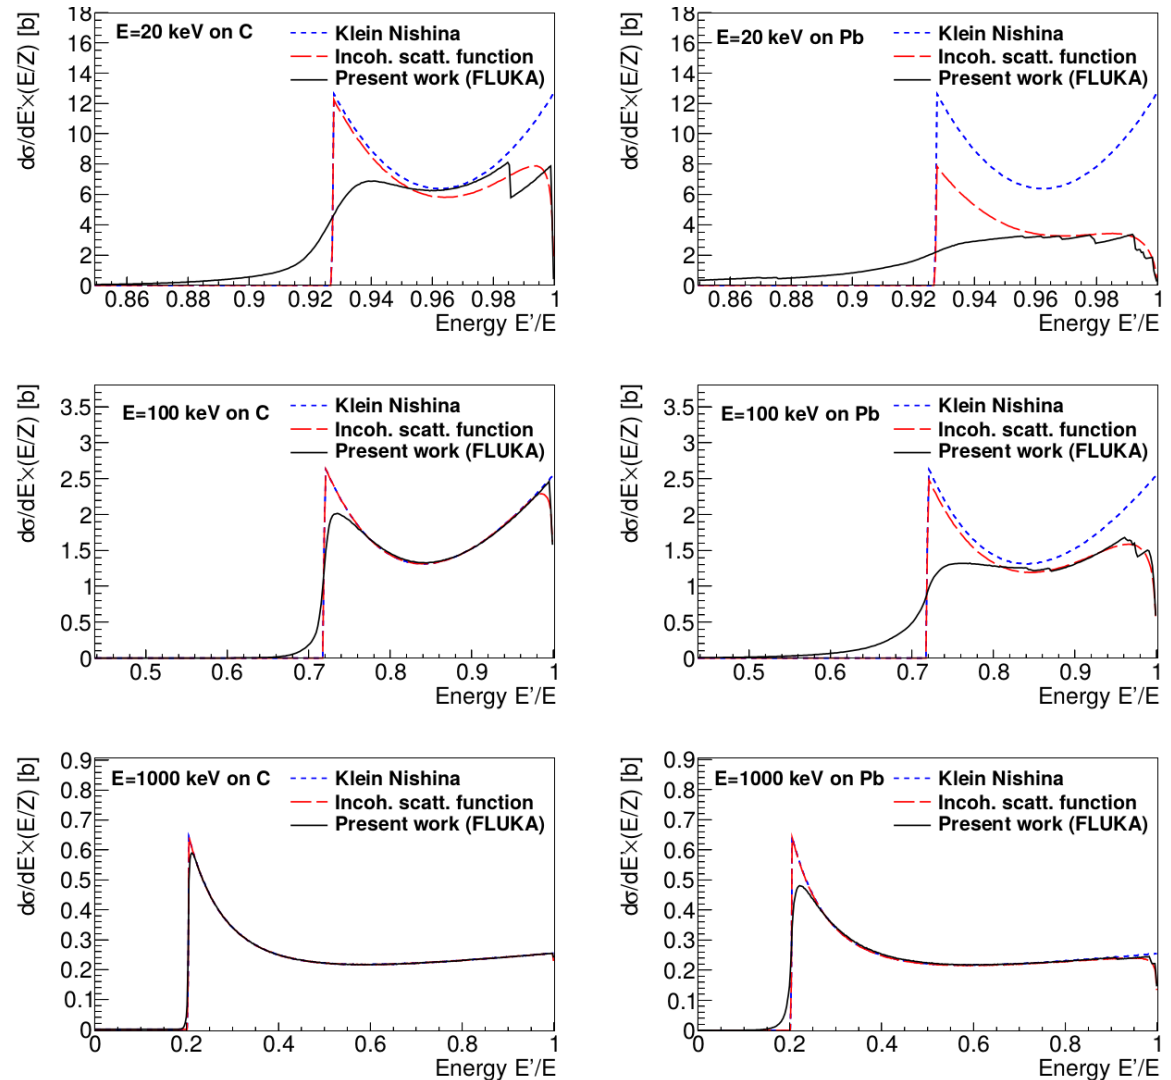 dσ/dE'×(E/Z) [b]
E=20 keV on C
Klein Nishina
Incoh. scatt. function
Present work (FLUKA)
18
16
14
12
10
8
6
4
2
0
0.86 0.88 0.9 0.92 0.94 0.96 0.98 1
Energy E'/E
dσ/dE'×(E/Z) [b]
E=20 keV on Pb
Klein Nishina
Incoh. scatt. function
Present work (FLUKA)
18
16
14
12
10
8
6
4
2
0
0.86 0.88 0.9 0.92 0.94 0.96 0.98 1
Energy E'/E
dσ/dE'×(E/Z) [b]
E=100 keV on C
Klein Nishina
Incoh. scatt. function
Present work (FLUKA)
3.5
3
2.5
2
1.5
1
0.5
0
0.5 0.6 0.7 0.8 0.9 1
Energy E'/E
dσ/dE'×(E/Z) [b]
E=100 keV on Pb
Klein Nishina
Incoh. scatt. function
Present work (FLUKA)
3.5
3
2.5
2
1.5
1
0.5
0
0.5 0.6 0.7 0.8 0.9 1
Energy E'/E
dσ/dE'×(E/Z) [b]
E=1000 keV on C
Klein Nishina
Incoh. scatt. function
Present work (FLUKA)
0.9
0.8
0.7
0.6
0.5
0.4
0.3
0.2
0.1
0
0 0.2 0.4 0.6 0.8 1
Energy E'/E
dσ/dE'×(E/Z) [b]
E=1000 keV on Pb
Klein Nishina
Incoh. scatt. function
Present work (FLUKA)
0.9
0.8
0.7
0.6
0.5
0.4
0.3
0.2
0.1
0
0 0.2 0.4 0.6 0.8 1
Energy E'/E